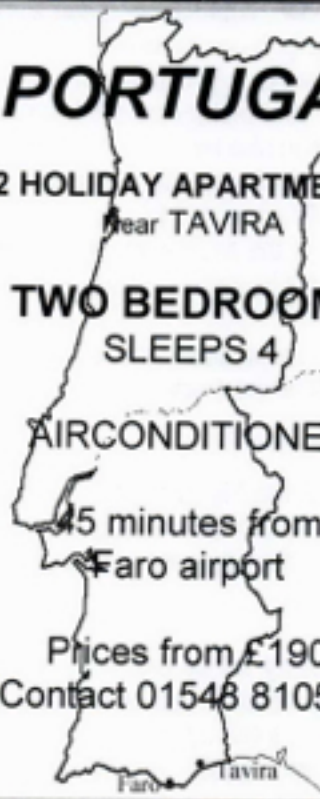 PORTUGA
2 HOLIDAY APARTME
Near TAVIRA
TWO BEDROOM
SLEEPS 4
AIRCONDITIONE
45 minutes from
Faro airport
Prices from £190
Contact 01548 8105
Faro
Tavira